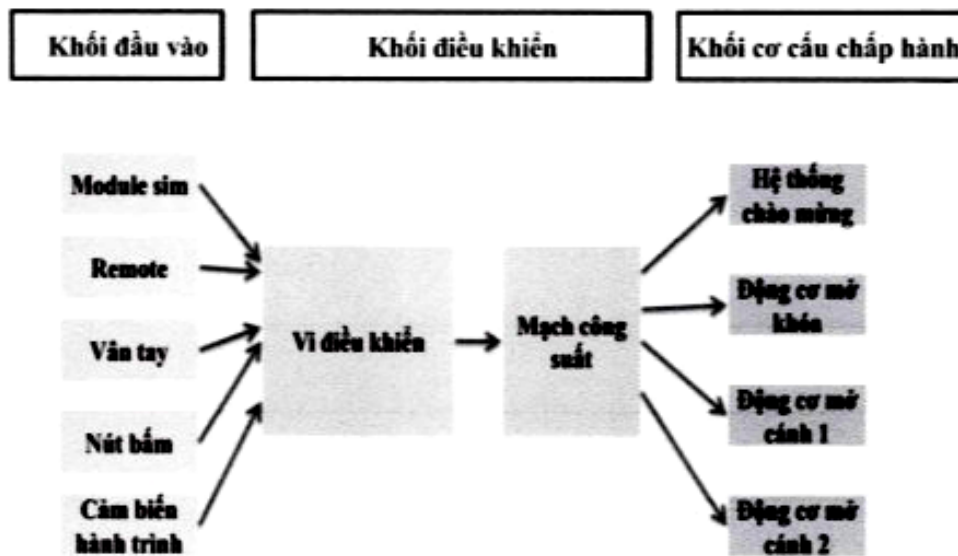 Khối đầu vào
Khối điều khiển
Khối cơ cấu chấp hành
Module sim
Remote
Vân tay
Nút bấm
Cảm biến
hành trình
Vi điều khiển
Mạch công
suất
Hệ thống
chào mừng
Động cơ mở
khóa
Động cơ mở
cánh 1
Động cơ mở
cánh 2